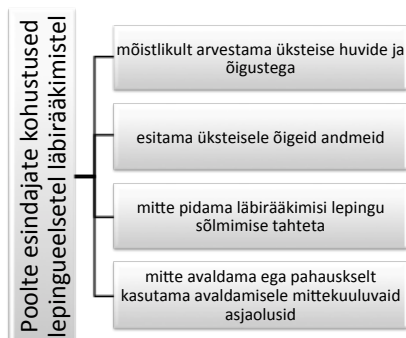 Poolte esindajate kohustused
lepingueelsetel läbirääkimistel
mõistlikult arvestama üksteise huvide ja
õigustega
esitama üksteisele õigeid andmeid
mitte pidama läbirääkimisi lepingu
sõlmimise tahteta
mitte avaldama ega pahauskselt
kasutama avaldamisele mittekuuluvaid
asjaolusid